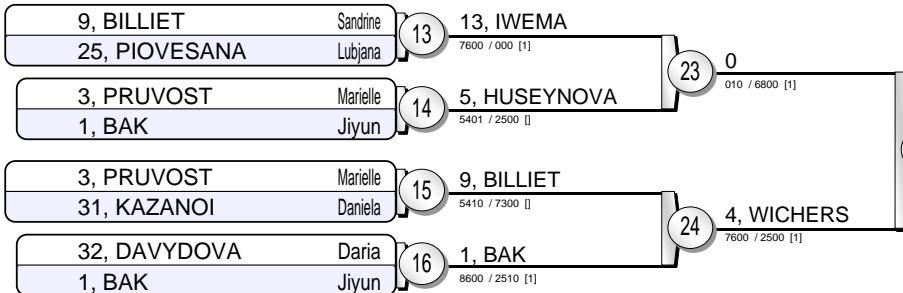 9, BILLIET Sandrine
25, PIOVESANA Lubjana
13
13, IWEMA
7600 / 000 [1]
3, PRUVOST Marielle
1, BAK Jiyun
14
5, HUSEYNOVA
5401 / 2500 []
23
0
010 / 6800 [1]
3, PRUVOST Marielle
31, KAZANOI Daniela
15
9, BILLIET
5410 / 7300 []
32, DAVYDOVA Daria
1, BAK Jiyun
16
1, BAK
8600 / 2510 [1]
24
4, WICHERS
7600 / 2500 [1]